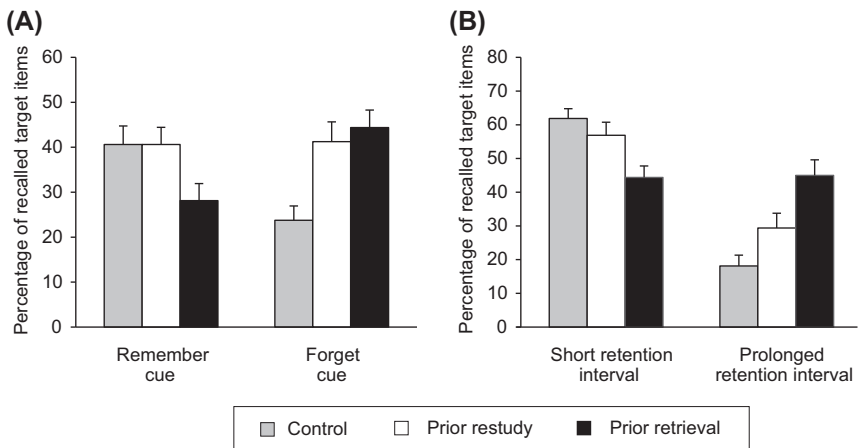 (A)
Percentage of recalled target items
60
50
40
30
20
10
0
Remember
cue
Forget
cue
(B)
Percentage of recalled target items
80
70
60
50
40
30
20
10
0
Short retention
interval
Prolonged
retention interval
Control
Prior restudy
Prior retrieval